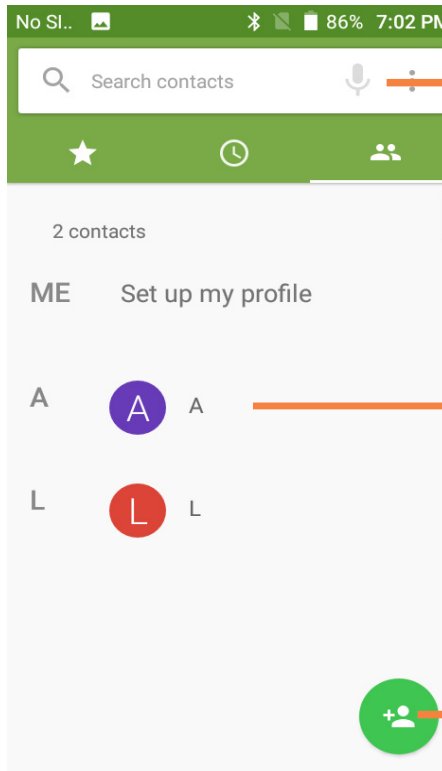 No SI.. 86% 7:02 PM
Search contacts
2 contacts
ME Set up my profile
A A A
L L L